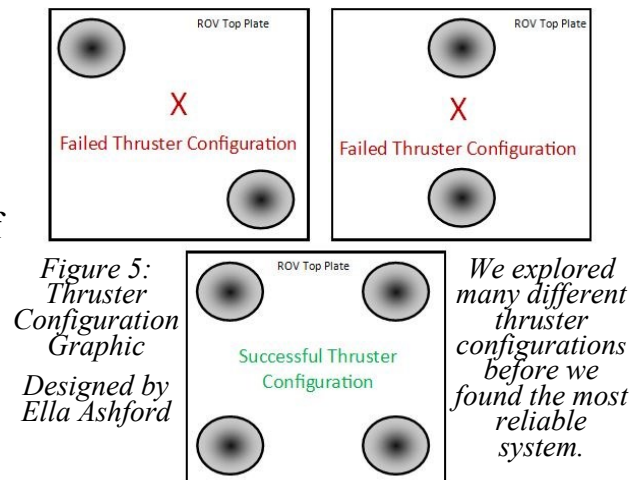 ROV Top Plate
X
Failed Thruster Configuration
ROV Top Plate
X
Failed Thruster Configuration
f
Figure 5:
Thruster
Configuration
Graphic
Designed by
Ella Ashford
ROV Top Plate
Successful Thruster
Configuration
We explored
many different
thruster
configurations
before we
found the most
reliable
system.